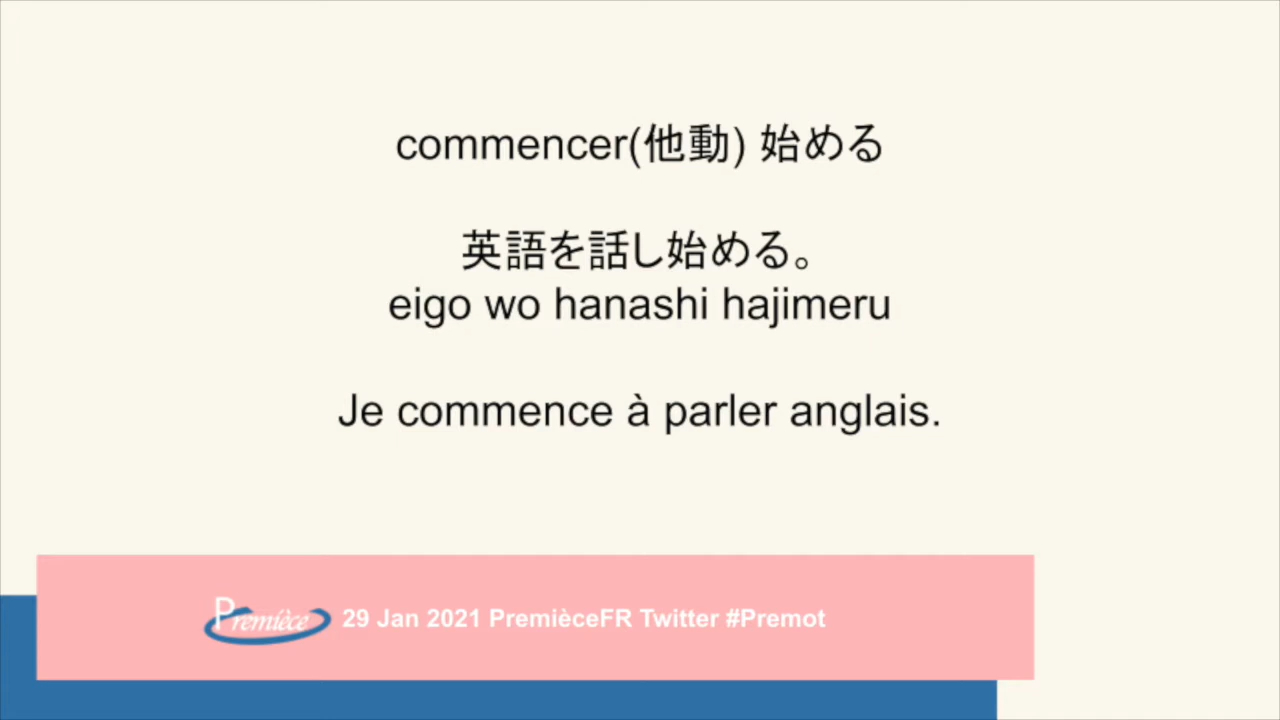 commencer(他動) 始める
英語を話し始める。
eigo wo hanashi hajimeru
Je commence à parler anglais.
Premièce 29 Jan 2021 PremièceFR Twitter #Premot